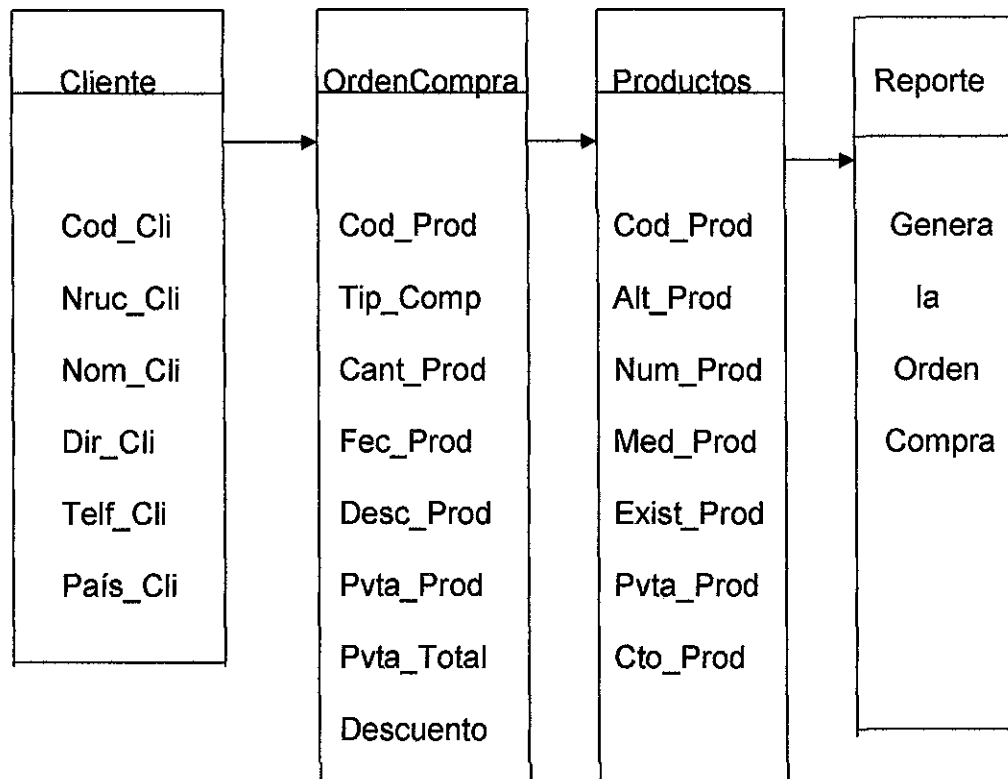 Cliente
Cod_Cli
Nruc_Cli
Nom_Cli
Dir_Cli
Telf_Cli
País_Cli
OrdenCompra
Cod_Prod
Tip_Comp
Cant_Prod
Fec_Prod
Desc_Prod
Pvta_Prod
Pvta_Total
Descuento
Productos
Cod_Prod
Alt_Prod
Num_Prod
Med_Prod
Exist_Prod
Pvta_Prod
Cto_Prod
Reporte
Genera
la
Orden
Compra